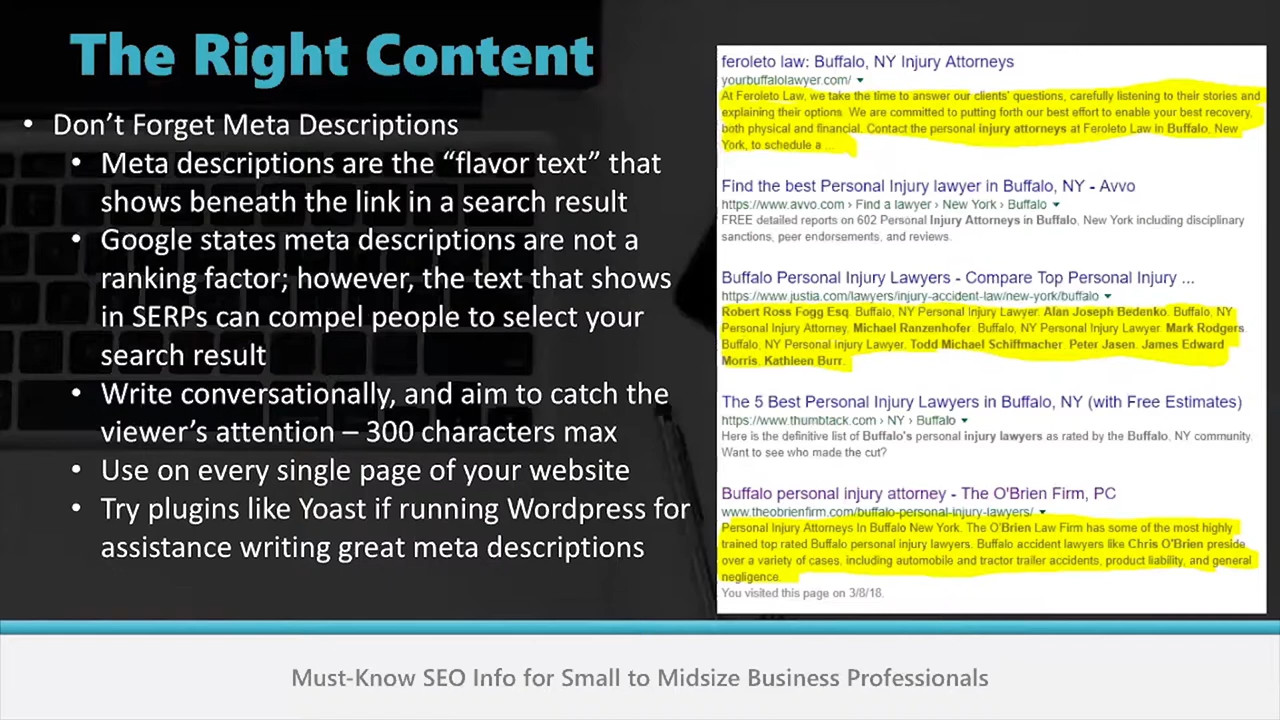 The Right Content
• Don’t Forget Meta Descriptions
• Meta descriptions are the “flavor text” that
shows beneath the link in a search result
• Google states meta descriptions are not a
ranking factor; however, the text that shows
in SERPs can compel people to select your
search result
• Write conversationally, and aim to catch the
viewer’s attention – 300 characters max
• Use on every single page of your website
• Try plugins like Yoast if running Wordpress for
assistance writing great meta descriptions
feroleto law: Buffalo, NY Injury Attorneys
yourbuffalolawyer.com/
At Feroleto Law, we take the time to answer our clients' questions, carefully listening to their stories and
explaining their options. We are committed to putting forth our best effort to enable your best recovery,
both physical and financial. Contact the personal injury attorneys at Feroleto Law in Buffalo, New
York, to schedule a ...
Find the best Personal Injury lawyer in Buffalo, NY - Avvo
https://www.avvo.com › Find a lawyer › New York › Buffalo
FREE detailed reports on 602 Personal Injury Attorneys in Buffalo, New York including disciplinary
sanctions, peer endorsements, and reviews.
Buffalo Personal Injury Lawyers - Compare Top Personal Injury ...
https://www.justia.com/lawyers/injury-accident-law/new-york/buffalo
Robert Ross Fogg Esq. Buffalo, NY Personal Injury Lawyer. Alan Joseph Bedenko. Buffalo, NY
Personal Injury Attorney. Michael Ranzenhofer. Buffalo, NY Personal Injury Lawyer. Mark Rodgers.
Buffalo, NY Personal Injury Lawyer. Todd Michael Schiffmacher. Peter Jasen. James Edward
Morris. Kathleen Burr.
The 5 Best Personal Injury Lawyers in Buffalo, NY (with Free Estimates)
https://www.thumbtack.com › NY › Buffalo
Here is the definitive list of Buffalo's personal injury lawyers as rated by the Buffalo, NY community.
Want to see who made the cut?
Buffalo personal injury attorney - The O'Brien Firm, PC
www.theobrienfirm.com/buffalo-personal-injury-lawyers/
Personal Injury Attorneys In Buffalo New York. The O'Brien Law Firm has some of the most highly
trained top rated Buffalo personal injury lawyers. Buffalo accident lawyers like Chris O'Brien preside
over a variety of cases, including automobile and tractor trailer accidents, product liability, and general
negligence.
You visited this page on 3/8/18.
Must-Know SEO Info for Small to Midsize Business Professionals